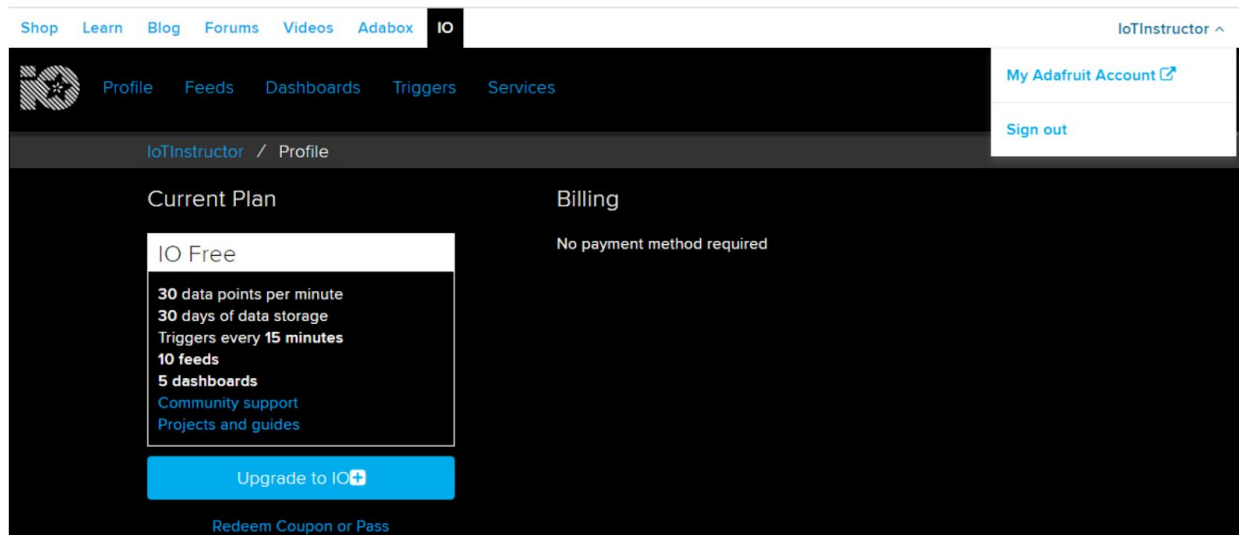 Shop Learn Blog Forums Videos Adabox IO IoTInstructor
My Adafruit Account
Sign out
iO Profile Feeds Dashboards Triggers Services
IoTInstructor / Profile
Current Plan
IO Free
30 data points per minute
30 days of data storage
Triggers every 15 minutes
10 feeds
5 dashboards
Community support
Projects and guides
Upgrade to IO+
Redeem Coupon or Pass
Billing
No payment method required